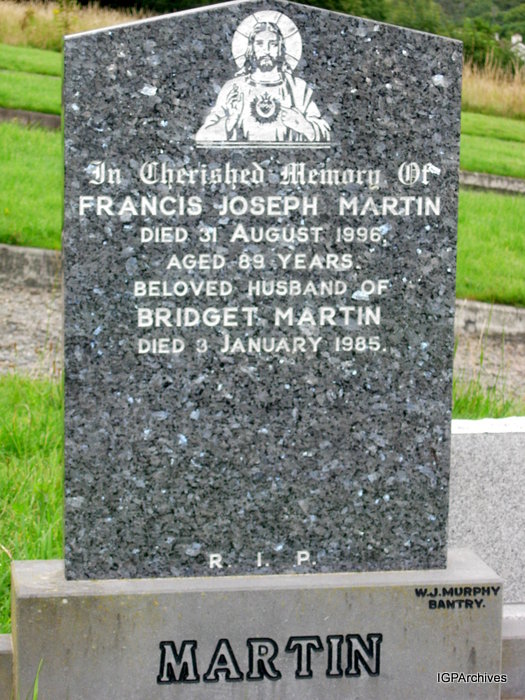 In Cherished Memory Of
FRANCIS JOSEPH MARTIN
DIED 31 AUGUST 1996.
AGED 89 YEARS.
BELOVED HUSBAND OF
BRIDGET MARTIN
DIED 3 JANUARY 1985.
R. I. P.
W.J.MURPHY
BANTRY.
MARTIN
IGPArchives